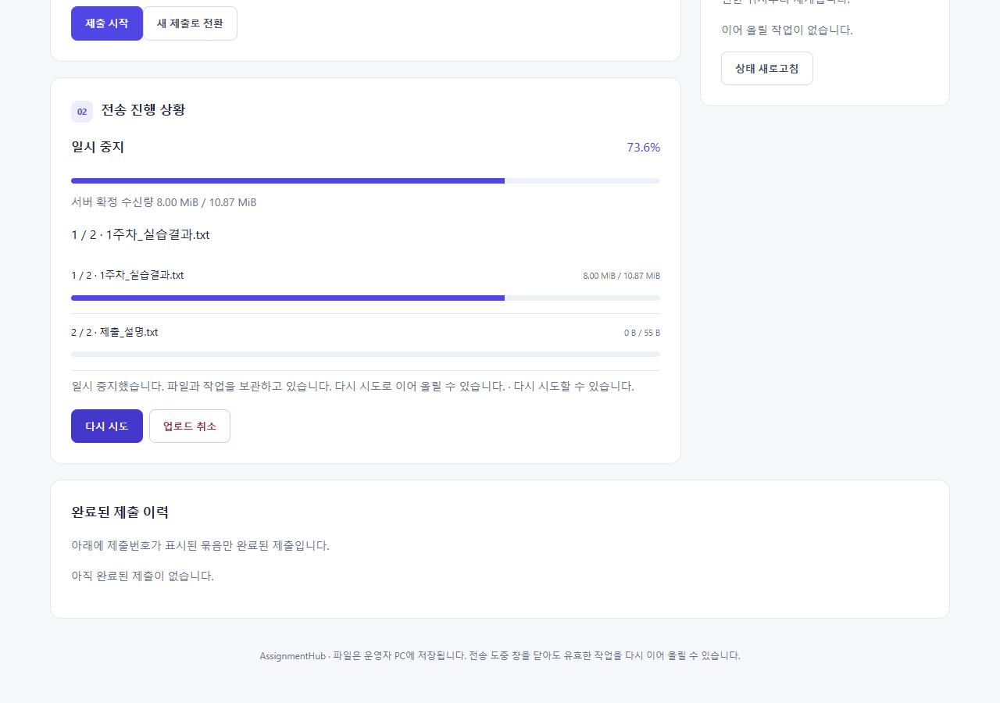 제출 시작
새 제출로 전환
이어 올릴 작업이 없습니다.
상태 새로고침
02
전송 진행 상황
일시 중지
73.6%
서버 확정 수신량 8.00 MiB / 10.87 MiB
1 / 2 · 1주차_실습결과.txt
1 / 2 · 1주차_실습결과.txt
8.00 MiB / 10.87 MiB
2 / 2 · 제출_설명.txt
0 B / 55 B
일시 중지했습니다. 파일과 작업을 보관하고 있습니다. 다시 시도로 이어 올릴 수 있습니다. · 다시 시도할 수 있습니다.
다시 시도
업로드 취소
완료된 제출 이력
아래에 제출번호가 표시된 묶음만 완료된 제출입니다.
아직 완료된 제출이 없습니다.
AssignmentHub · 파일은 운영자 PC에 저장됩니다. 전송 도중 창을 닫아도 유효한 작업을 다시 이어 올릴 수 있습니다.